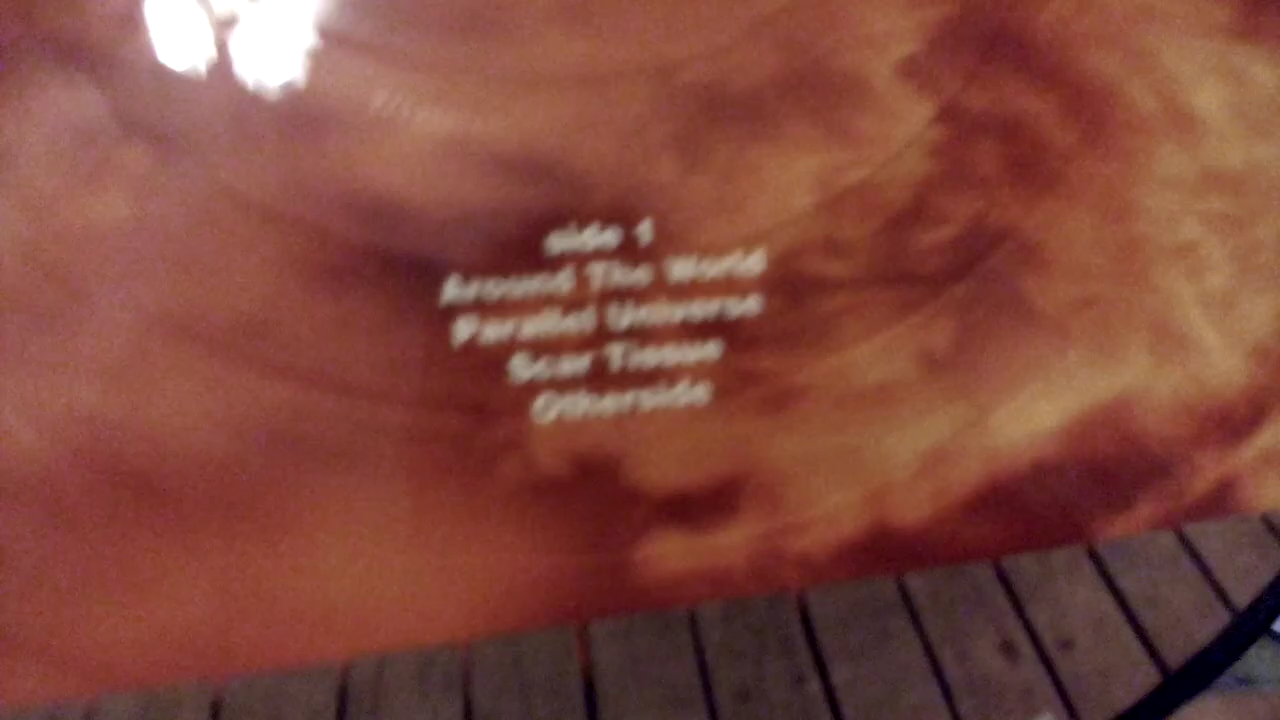 side 1
Around The World
Parallel Universe
Scar Tissue
Otherside